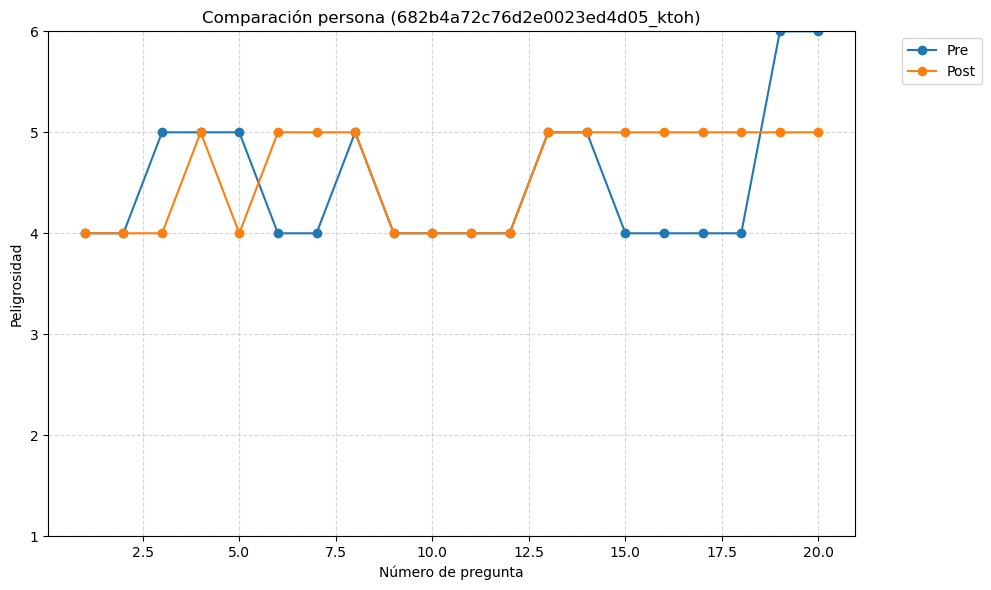 Comparación persona (682b4a72c76d2e0023ed4d05_ktoh)
Pre
Post
Peligrosidad
6
5
4
3
2
1
2.5 5.0 7.5 10.0 12.5 15.0 17.5 20.0
Número de pregunta